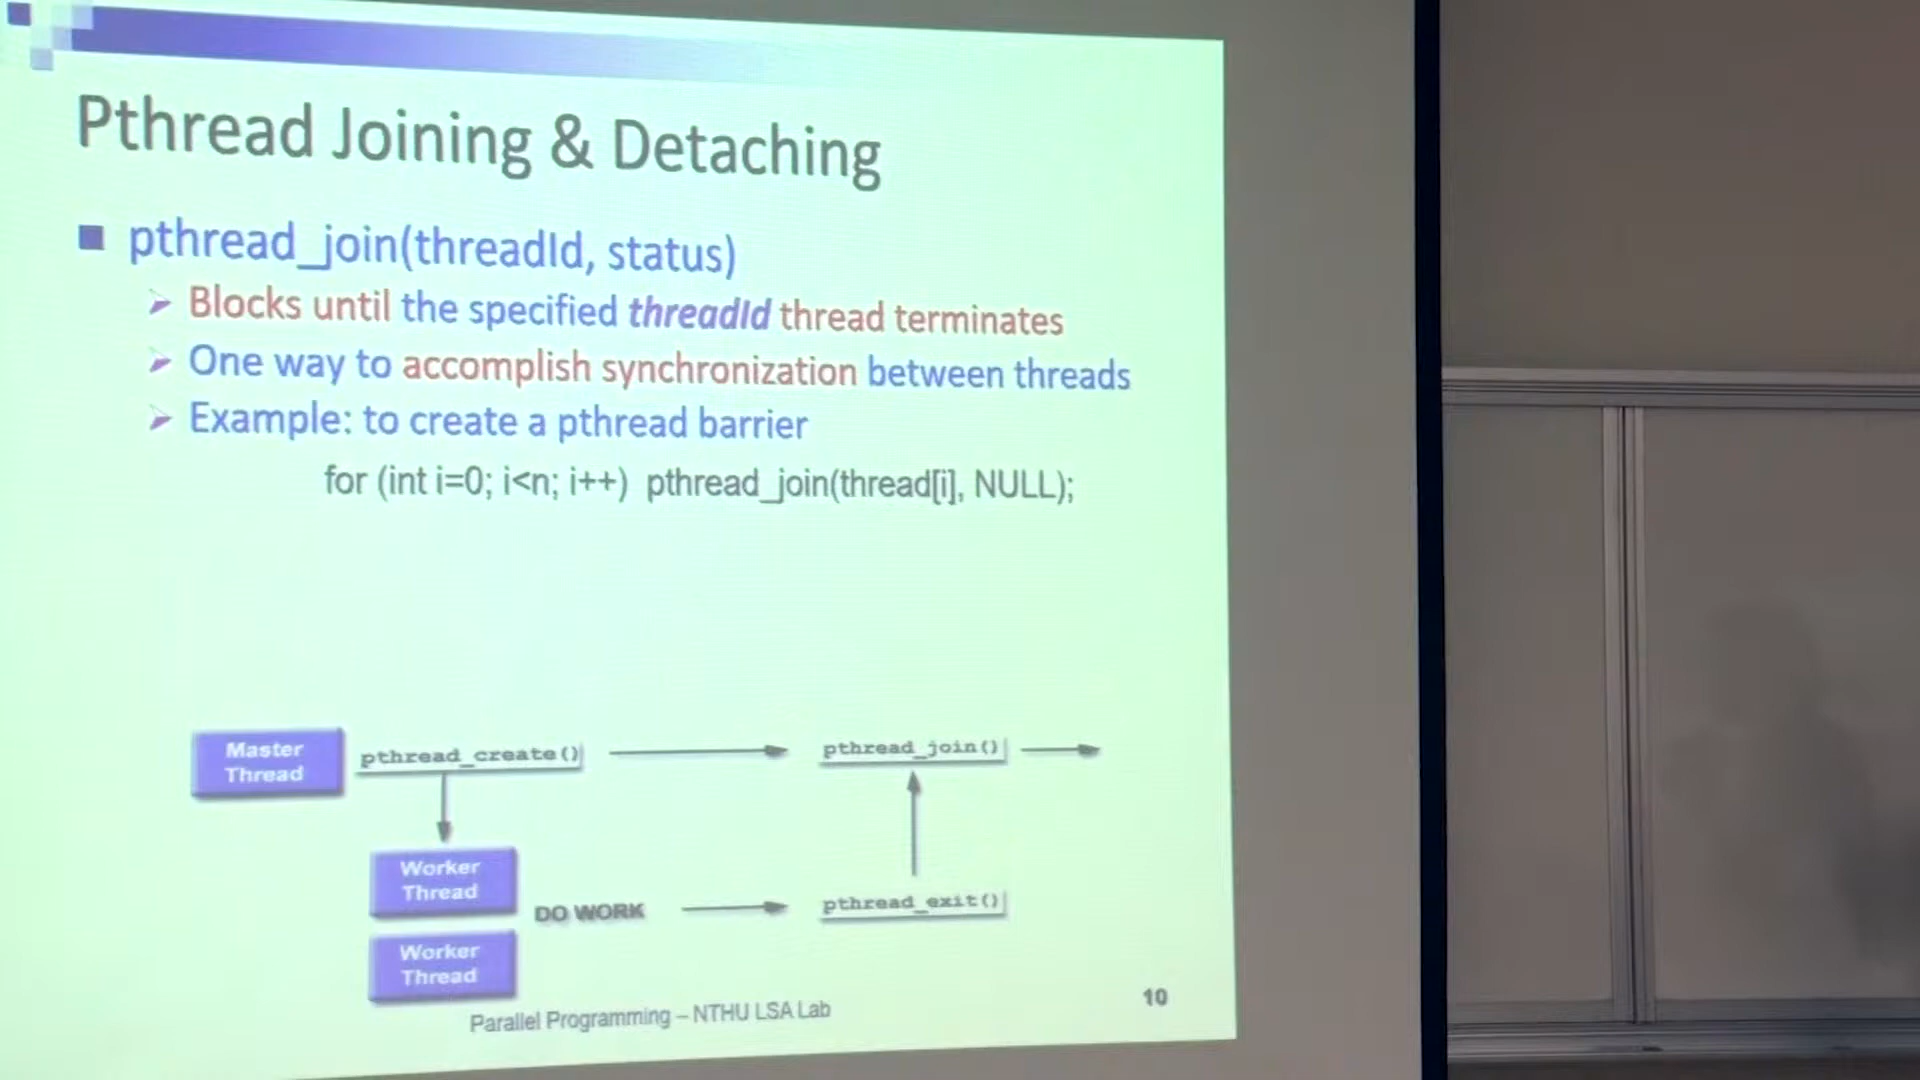 Pthread Joining & Detaching
pthread_join(threadId, status)
Blocks until the specified threadId thread terminates
One way to accomplish synchronization between threads
Example: to create a pthread barrier
for (int i=0; i<n; i++) pthread_join(thread[i], NULL);
Master
Thread
pthread_create()
pthread_join()
Worker
Thread
DO WORK
pthread_exit()
Worker
Thread
Parallel Programming – NTHU LSA Lab
10